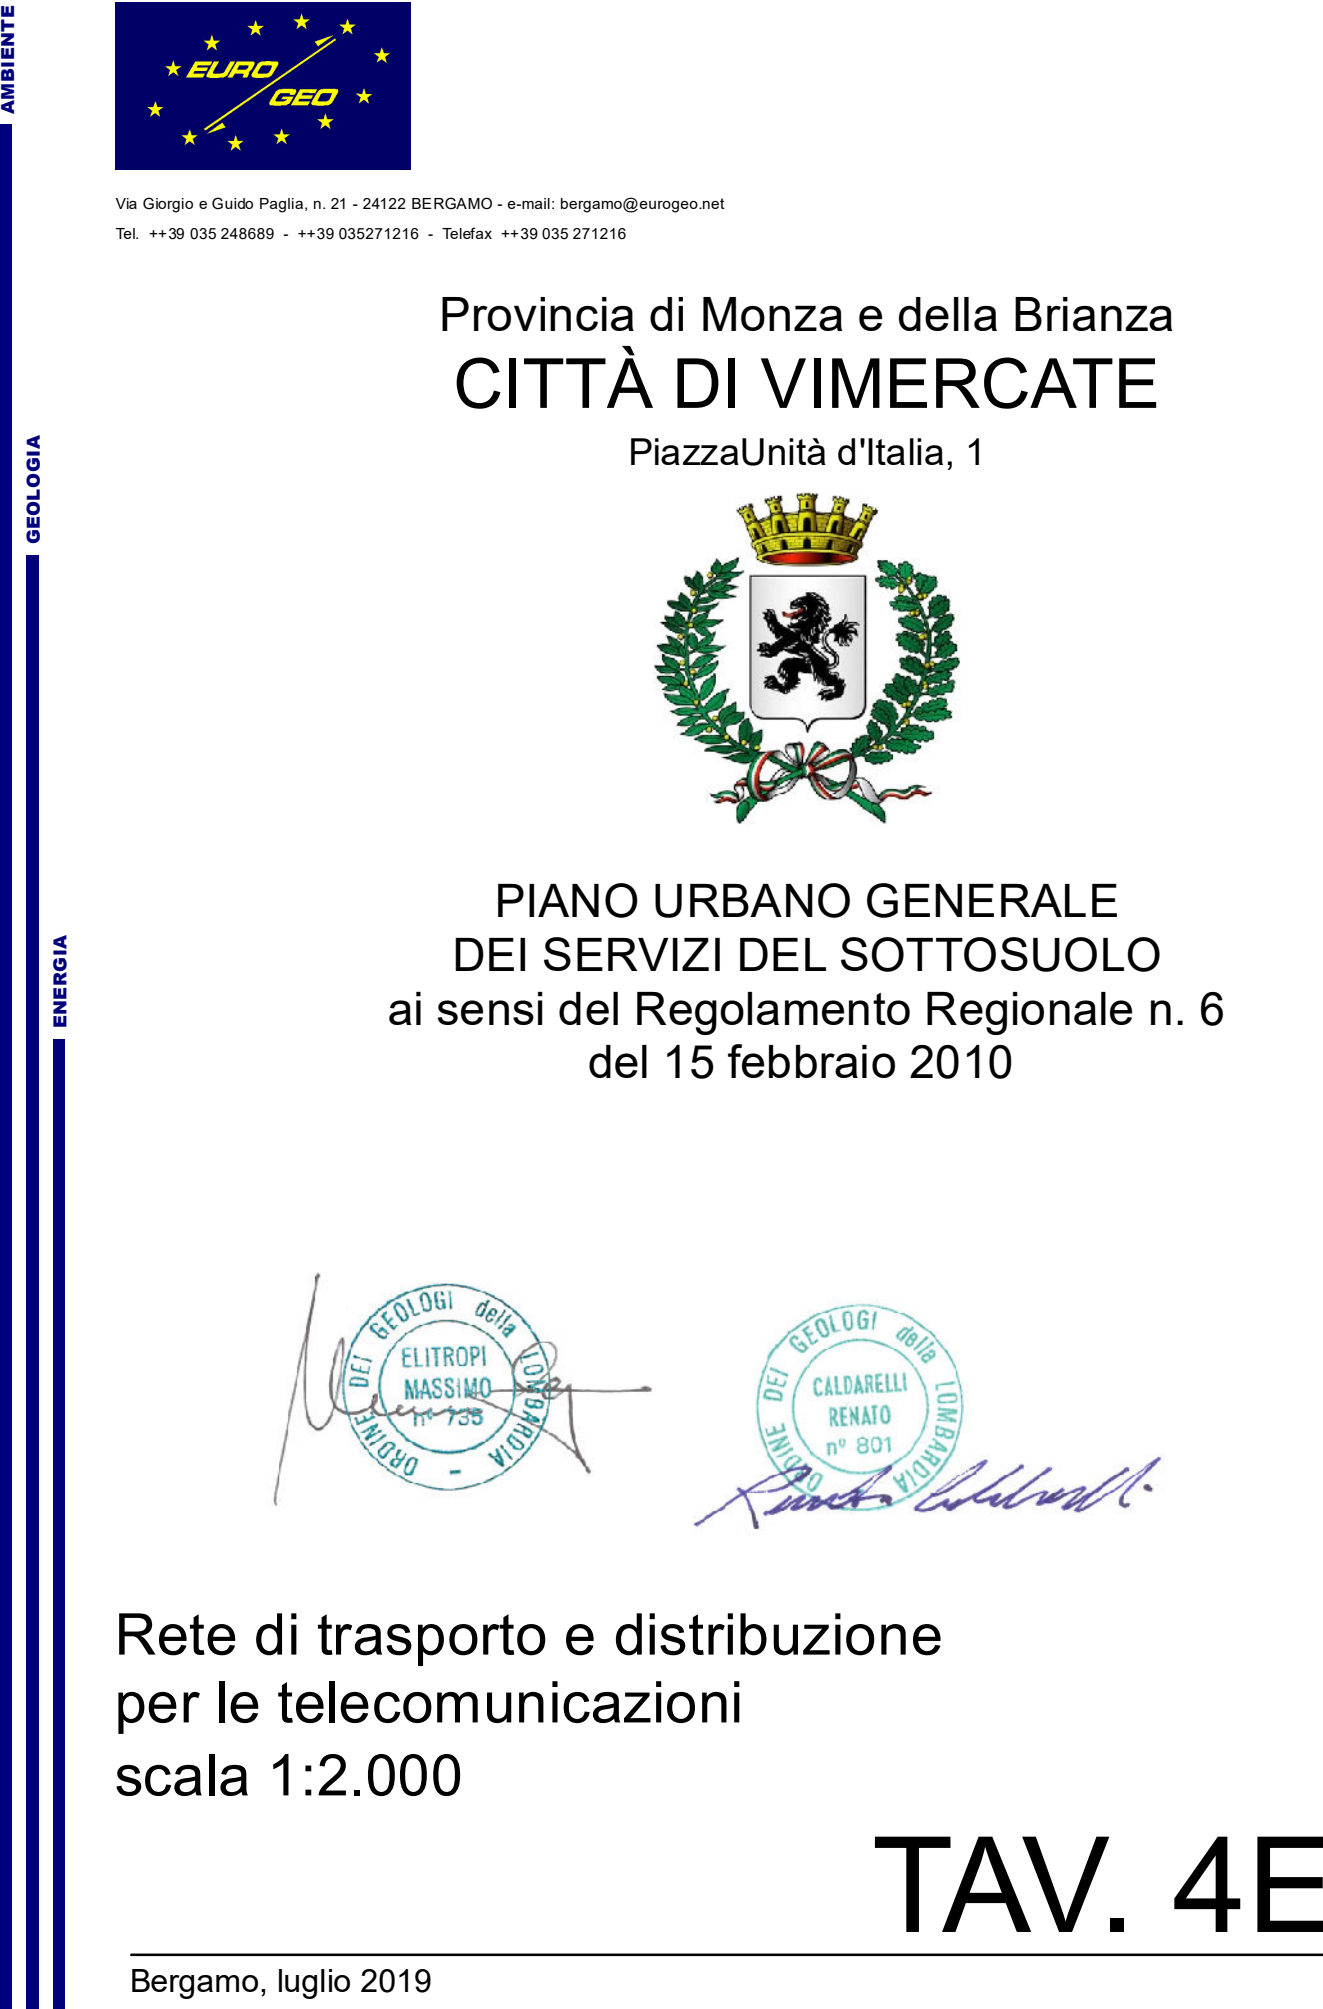 AMBIENTE
GEOLOGIA
ENERGIA
EURO
GEO
Via Giorgio e Guido Paglia, n. 21 - 24122 BERGAMO - e-mail: bergamo@eurogeo.net
Tel. ++39 035 248689 - ++39 035271216 - Telefax ++39 035 271216
Provincia di Monza e della Brianza
CITTÀ DI VIMERCATE
PiazzaUnità d'Italia, 1
PIANO URBANO GENERALE
DEI SERVIZI DEL SOTTOSUOLO
ai sensi del Regolamento Regionale n. 6
del 15 febbraio 2010
ORDINE DEI GEOLOGI della LOMBARDIA -
ELITROPI
MASSIMO
n° 735
ORDINE DEI GEOLOGI della LOMBARDIA
CALDARELLI
RENATO
nº 801
Rete di trasporto e distribuzione
per le telecomunicazioni
scala 1:2.000
TAV. 4E
Bergamo, luglio 2019